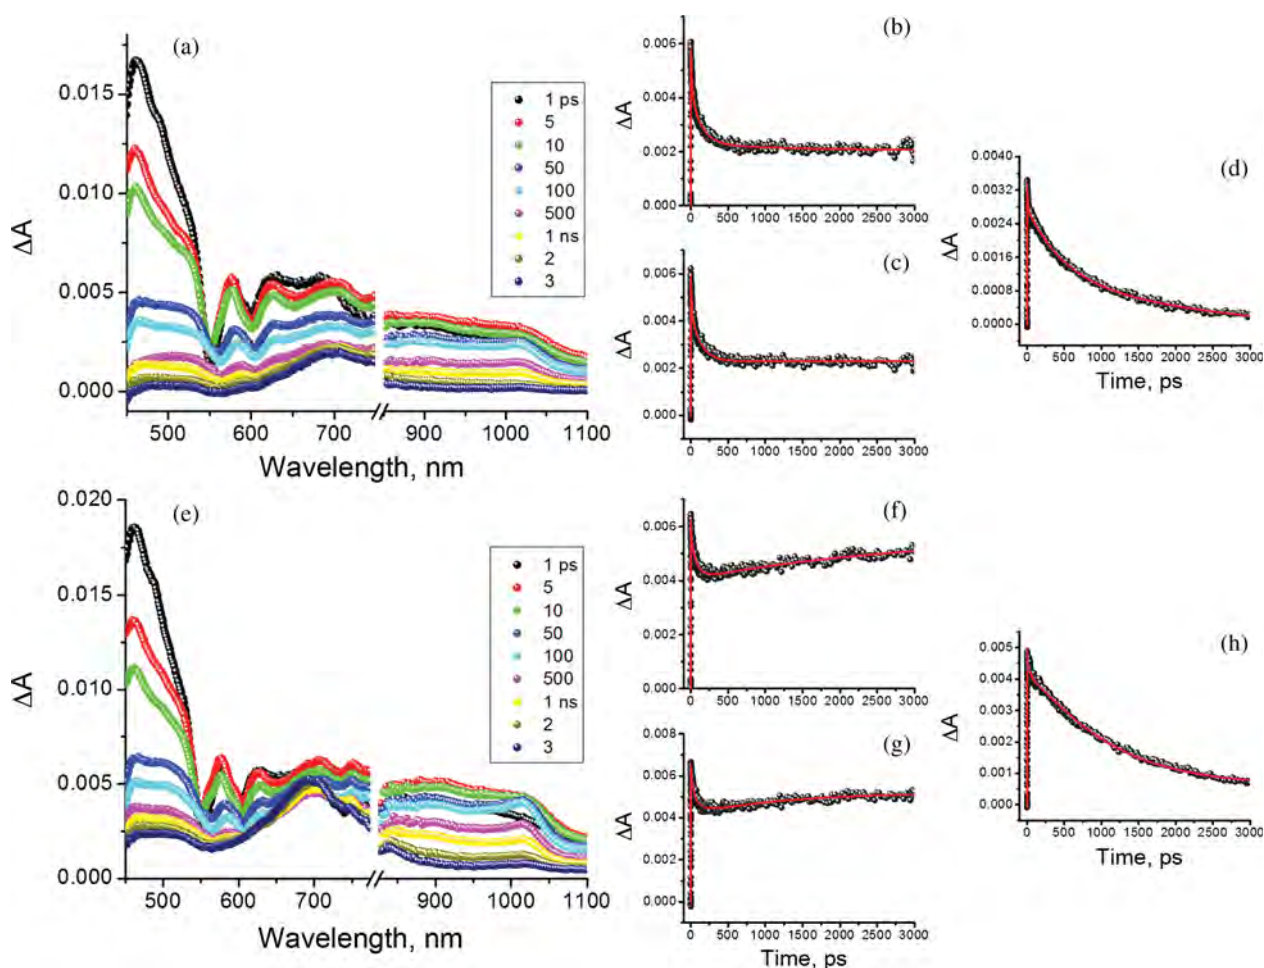 (a)
0.015
0.010
0.005
0.000
ΔA
1 ps
5
10
50
100
500
1 ns
2
3
500 600 700 900 1000 1100
Wavelength, nm
(b)
0.006
0.004
0.002
0.000
ΔA
0 500 1000 1500 2000 2500 3000
(c)
0.006
0.004
0.002
0.000
ΔA
0 500 1000 1500 2000 2500 3000
(d)
0.0040
0.0032
0.0024
0.0016
0.0008
0.0000
ΔA
0 500 1000 1500 2000 2500 3000
Time, ps
(e)
0.020
0.015
0.010
0.005
0.000
ΔA
1 ps
5
10
50
100
500
1 ns
2
3
500 600 700 900 1000 1100
Wavelength, nm
(f)
0.006
0.004
0.002
0.000
ΔA
0 500 1000 1500 2000 2500 3000
(g)
0.008
0.006
0.004
0.002
0.000
ΔA
0 500 1000 1500 2000 2500 3000
Time, ps
(h)
0.005
0.004
0.003
0.002
0.001
0.000
ΔA
0 500 1000 1500 2000 2500 3000
Time, ps